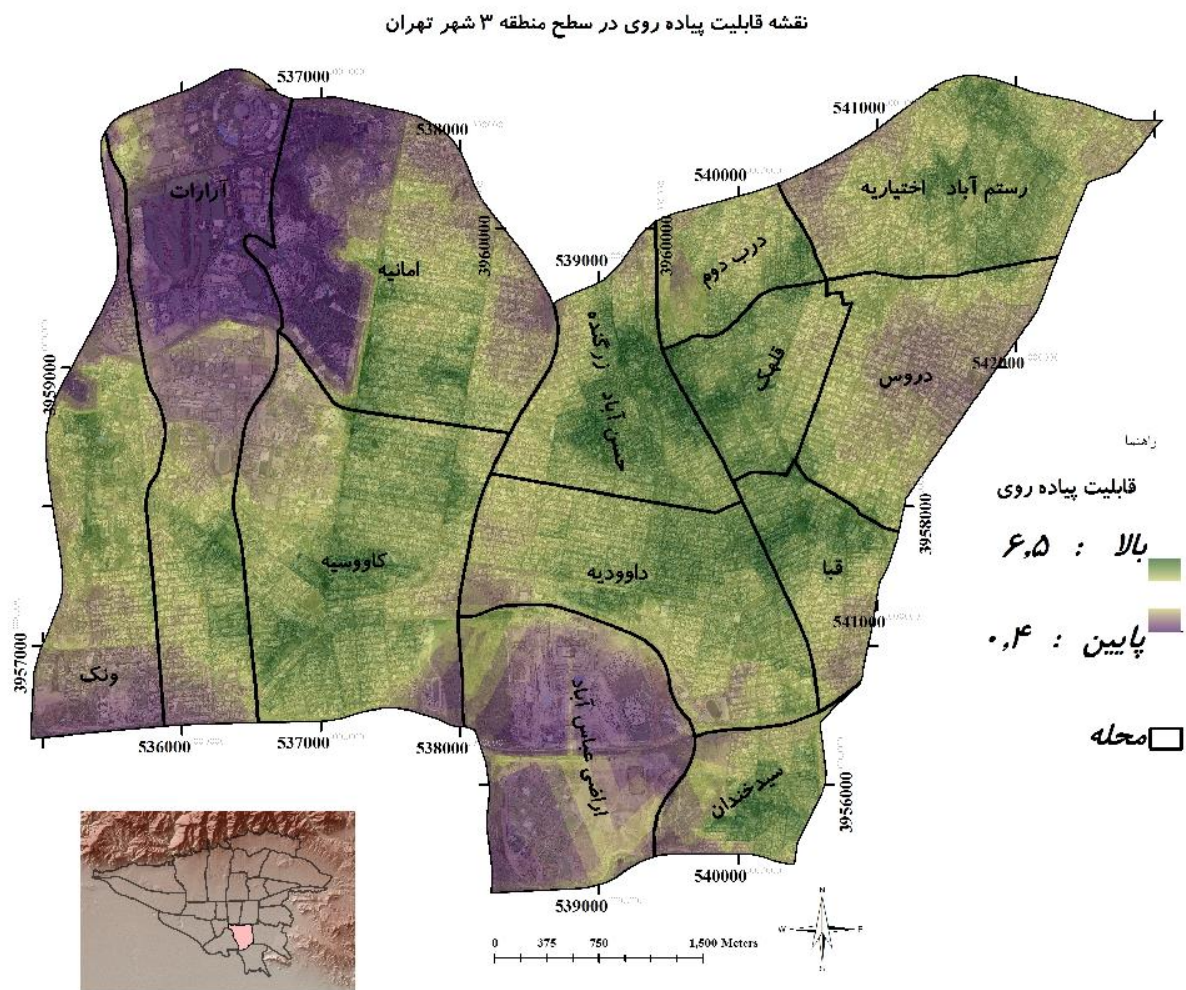 نقشه قابلیت پیاده روی در سطح منطقه ۳ شهر تهران
537000
538000
541000
540000
539000
3960000
3960000
آرارات
امانیه
رستم آباد اختیاریه
درب دوم
زرگنده
حسن آباد
قلهک
دروس
542000
3959000
3958000
کاووسیه
داوودیه
قبا
541000
3957000
ونک
اراضی عباس آباد
سیدخندان
3956000
536000
537000
538000
539000
540000
راهنما
قابلیت پیاده روی
بالا : ۶,۵
پایین : ۰,۴
محله
0 375 750 1,500 Meters
N
W E
S